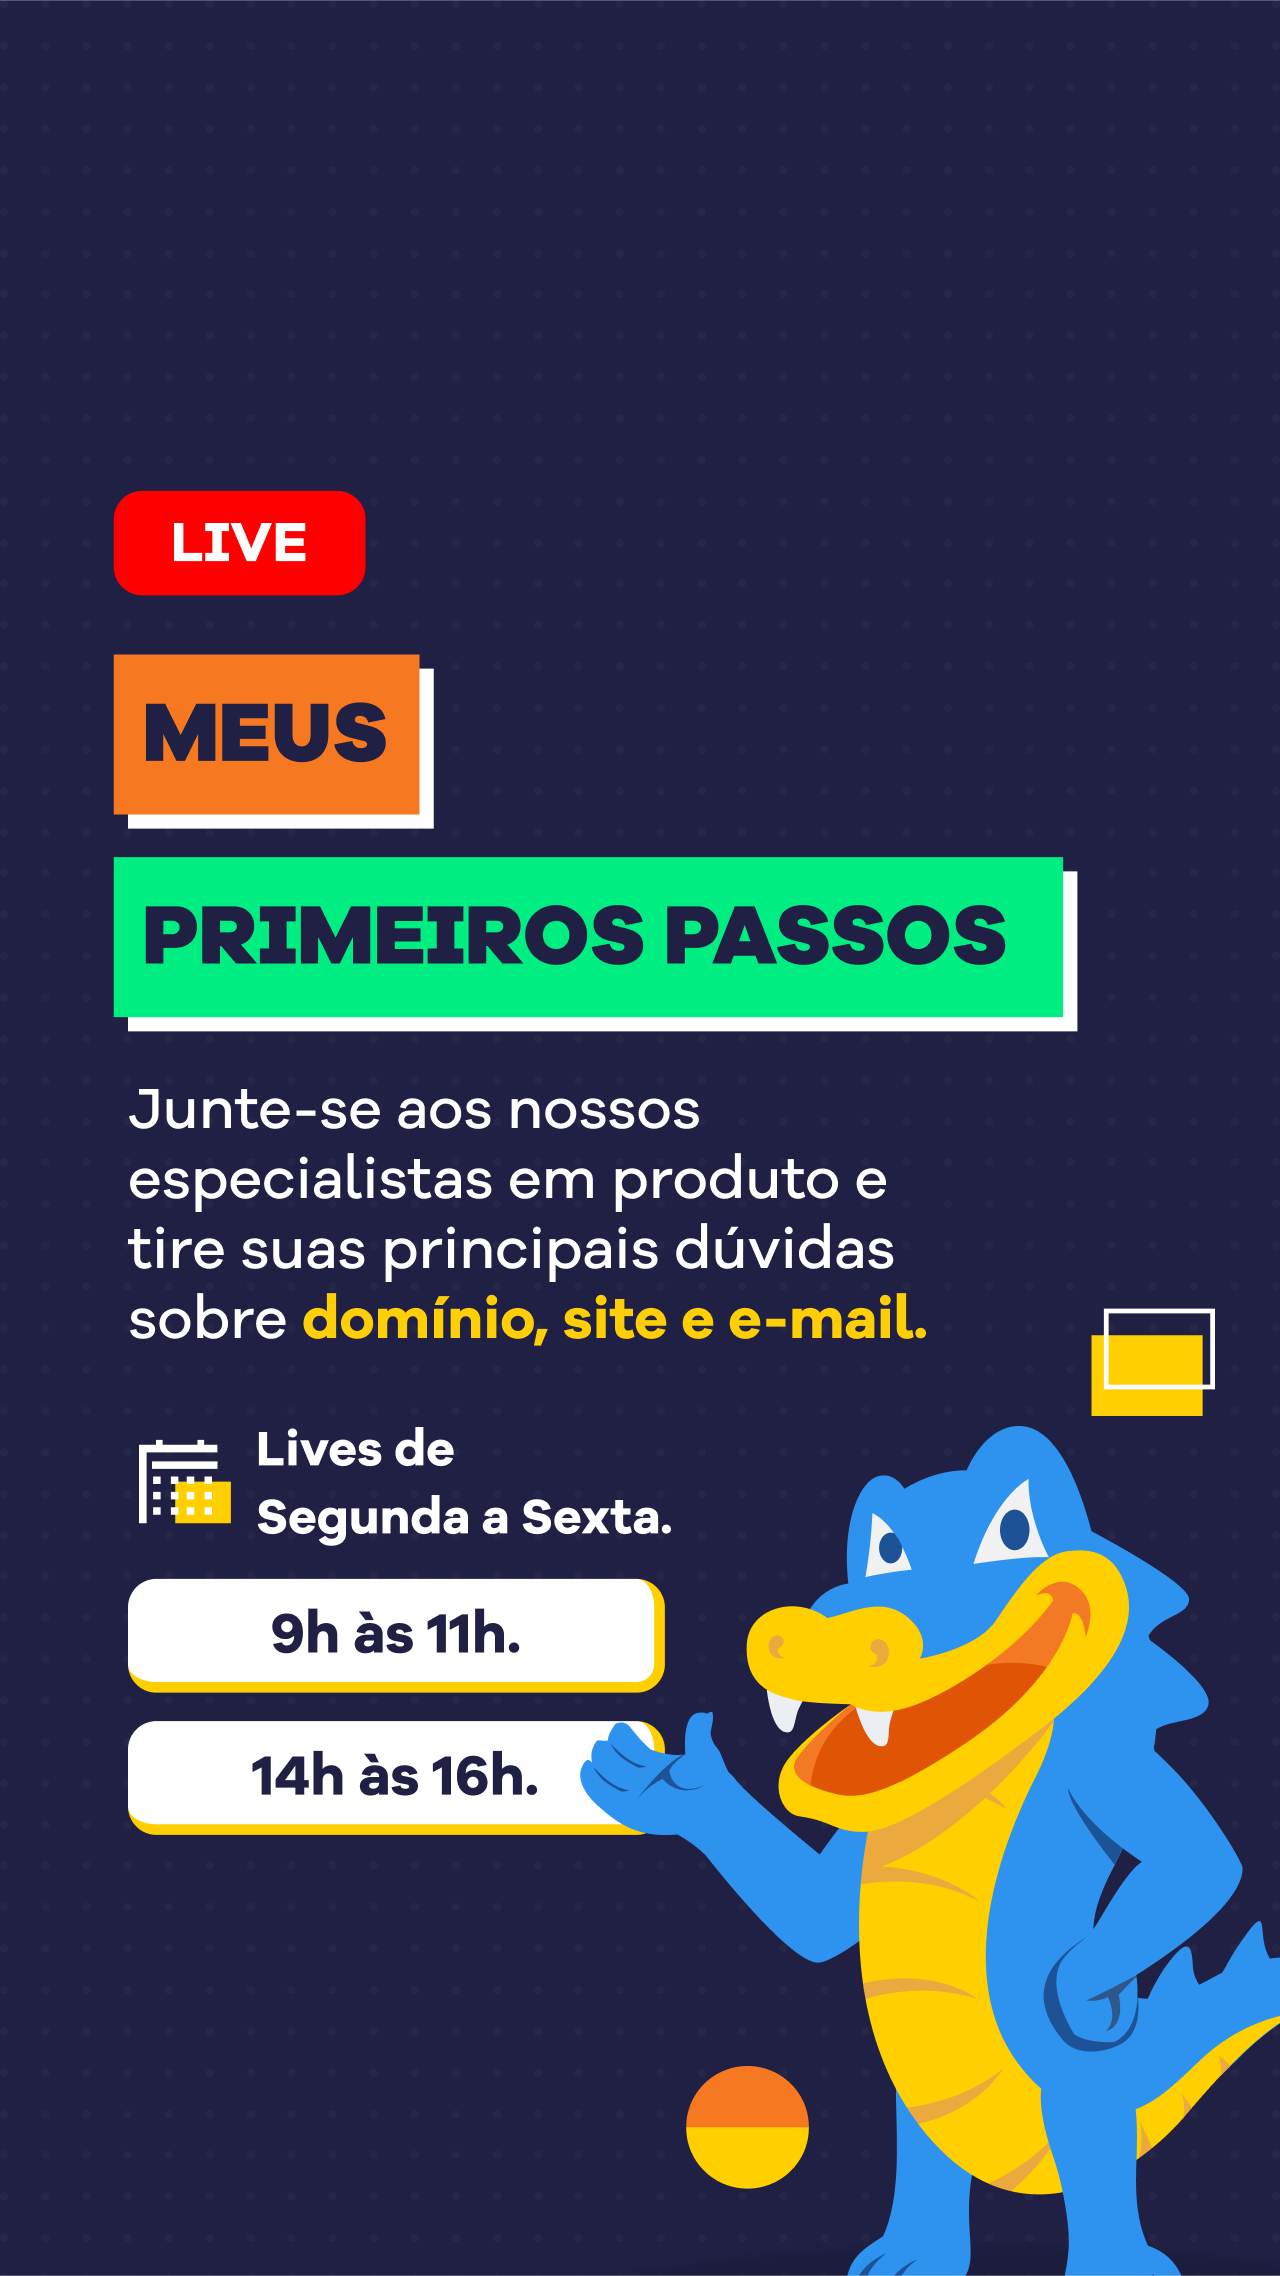 LIVE
MEUS
PRIMEIROS PASSOS
Junte-se aos nossos
especialistas em produto e
tire suas principais dúvidas
sobre domínio, site e e-mail.
Lives de
Segunda a Sexta.
9h às 11h.
14h às 16h.